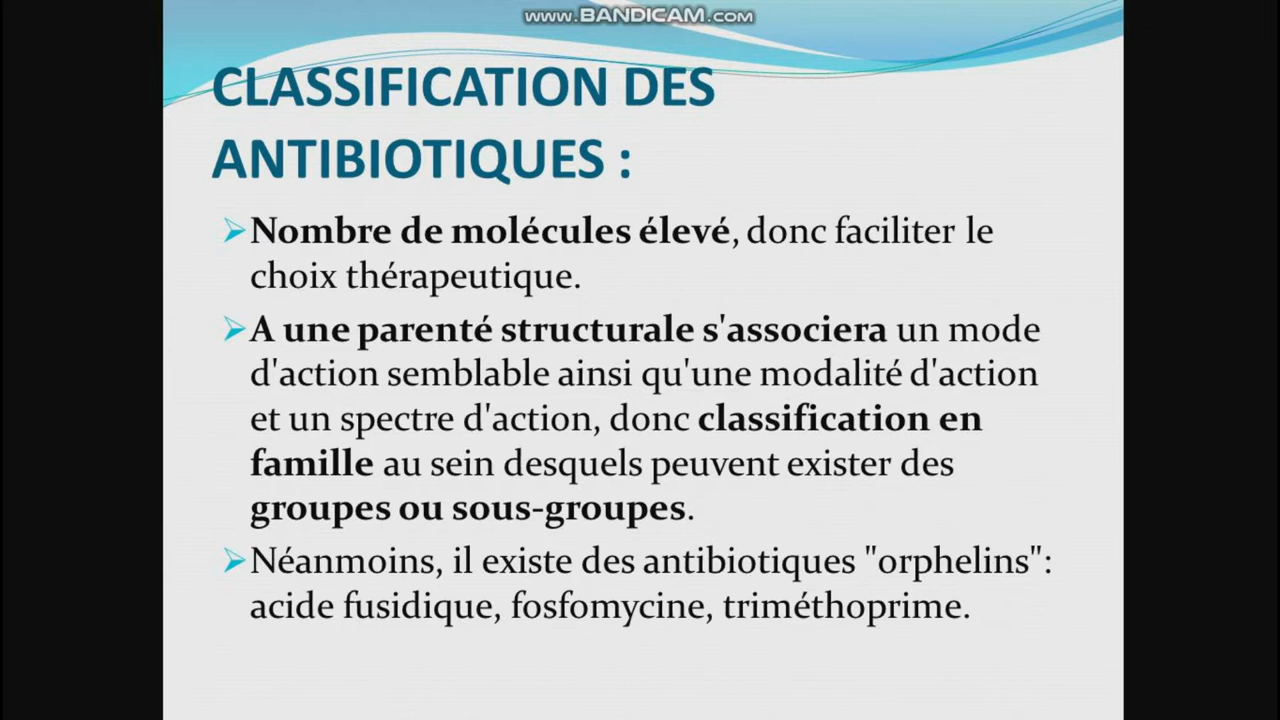 www.BANDICAM.com
CLASSIFICATION DES
ANTIBIOTIQUES :
Nombre de molécules élevé, donc faciliter le
choix thérapeutique.
A une parenté structurale s'associera un mode
d'action semblable ainsi qu'une modalité d'action
et un spectre d'action, donc classification en
famille au sein desquels peuvent exister des
groupes ou sous-groupes.
Néanmoins, il existe des antibiotiques "orphelins":
acide fusidique, fosfomycine, triméthoprime.